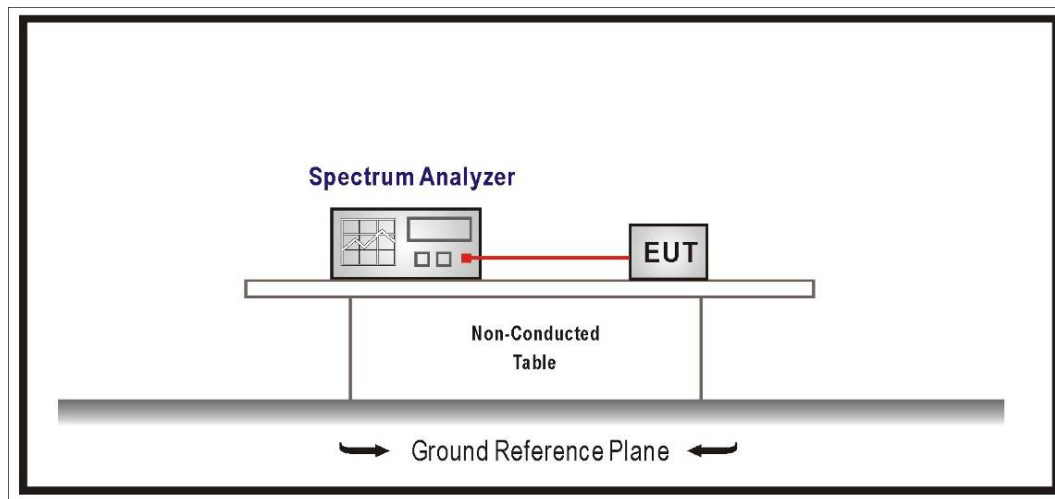 Spectrum Analyzer
EUT
Non-Conducted
Table
Ground Reference Plane